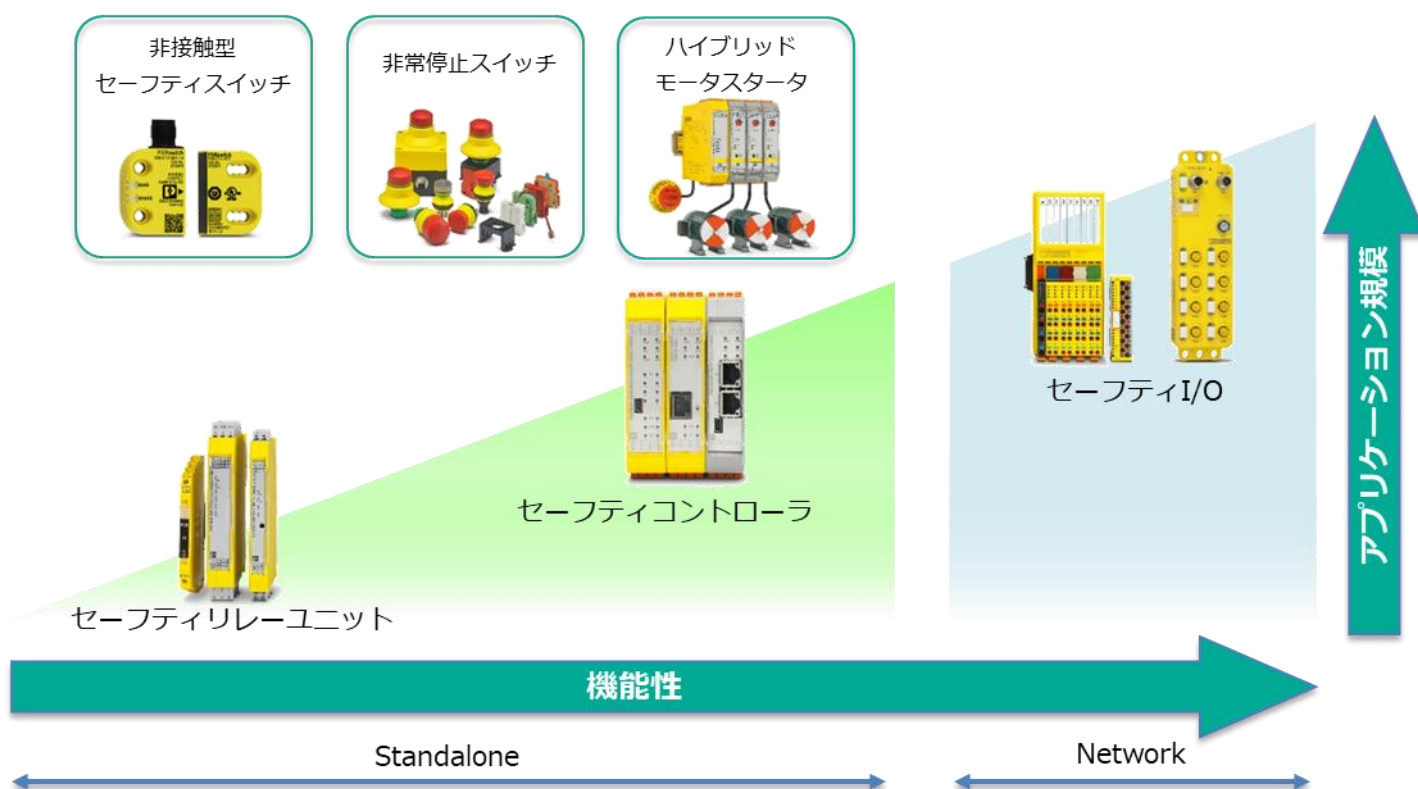 非接触型
セーフティスイッチ
非常停止スイッチ
ハイブリッド
モータスタータ
セーフティI/O
セーフティコントローラ
セーフティリレーユニット
アプリケーション規模
機能性
Standalone
Network